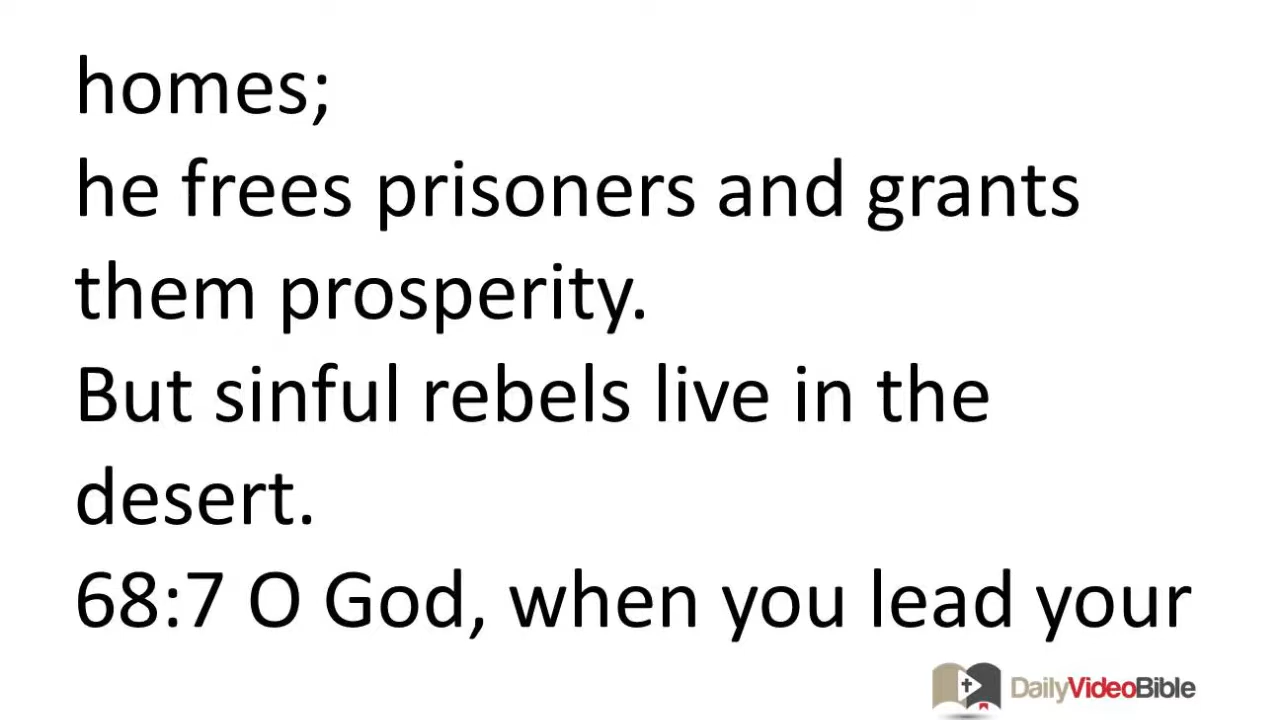 homes;
he frees prisoners and grants
them prosperity.
But sinful rebels live in the
desert.
68:7 O God, when you lead your
DailyVideoBible